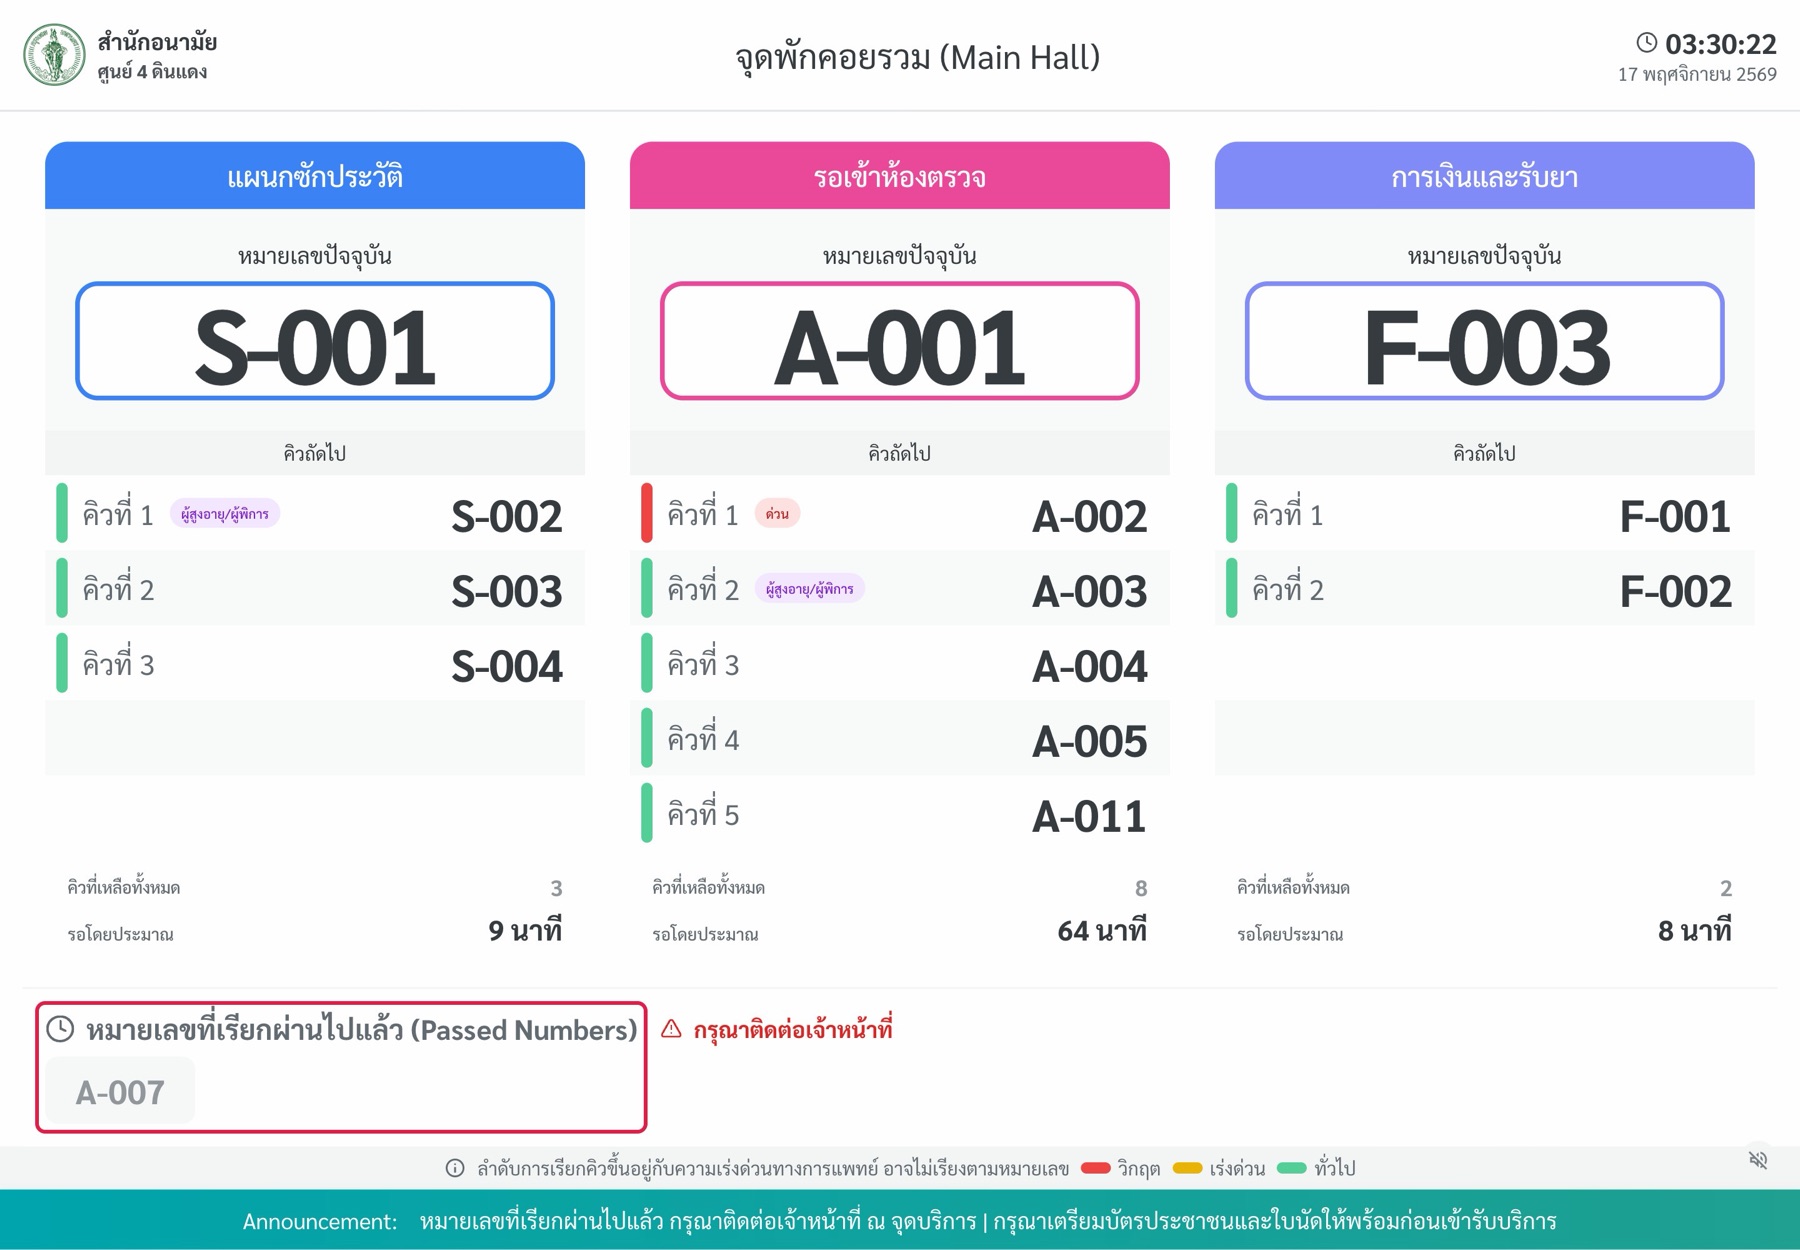 สำนักอนามัย
ศูนย์ 4 ดินแดง
จุดพักคอยรวม (Main Hall)
03:30:22
17 พฤศจิกายน 2569
แผนกซักประวัติ
หมายเลขปัจจุบัน
S-001
คิวถัดไป
คิวที่ 1 ผู้สูงอายุ/ผู้พิการ S-002
คิวที่ 2 S-003
คิวที่ 3 S-004
คิวที่เหลือทั้งหมด 3
รอโดยประมาณ 9 นาที
รอเข้าห้องตรวจ
หมายเลขปัจจุบัน
A-001
คิวถัดไป
คิวที่ 1 ด่วน A-002
คิวที่ 2 ผู้สูงอายุ/ผู้พิการ A-003
คิวที่ 3 A-004
คิวที่ 4 A-005
คิวที่ 5 A-011
คิวที่เหลือทั้งหมด 8
รอโดยประมาณ 64 นาที
การเงินและรับยา
หมายเลขปัจจุบัน
F-003
คิวถัดไป
คิวที่ 1 F-001
คิวที่ 2 F-002
คิวที่เหลือทั้งหมด 2
รอโดยประมาณ 8 นาที
หมายเลขที่เรียกผ่านไปแล้ว (Passed Numbers) กรุณาติดต่อเจ้าหน้าที่
A-007
ลำดับการเรียกคิวขึ้นอยู่กับความเร่งด่วนทางการแพทย์ อาจไม่เรียงตามหมายเลข วิกฤต เร่งด่วน ทั่วไป
Announcement: หมายเลขที่เรียกผ่านไปแล้ว กรุณาติดต่อเจ้าหน้าที่ ณ จุดบริการ | กรุณาเตรียมบัตรประชาชนและใบนัดให้พร้อมก่อนเข้ารับบริการ